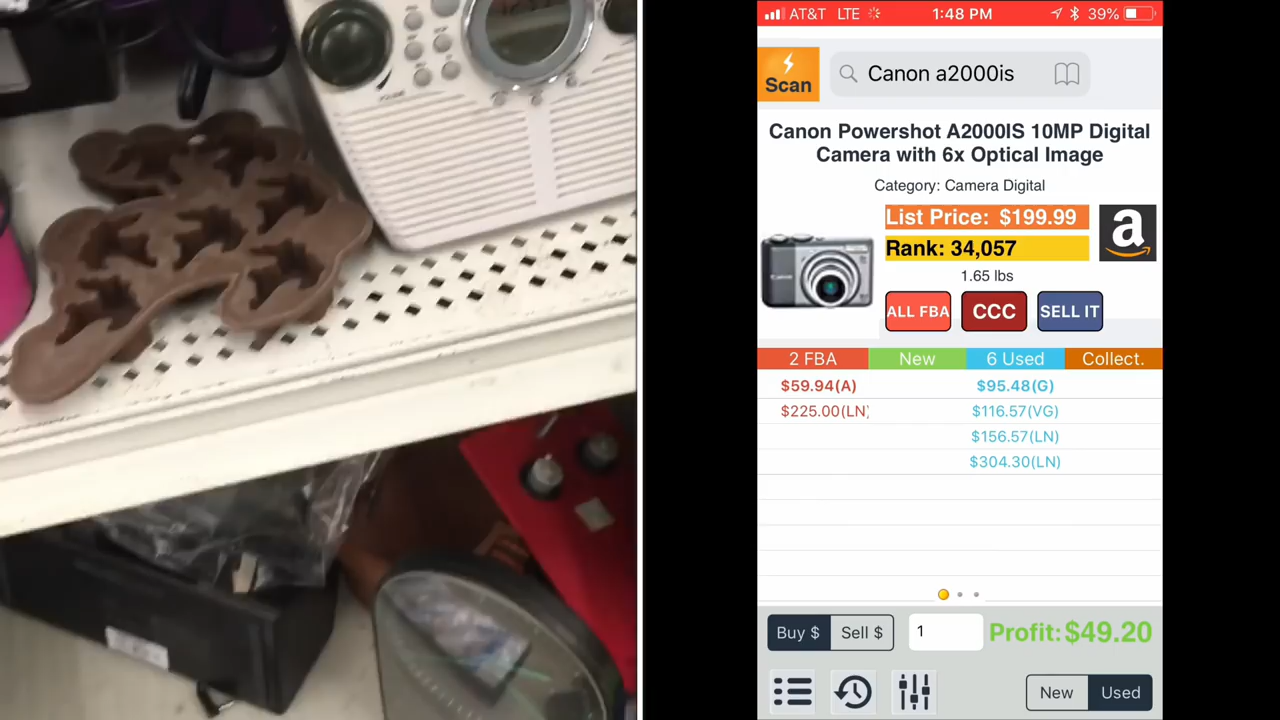 VOLUME
AT&T LTE 1:48 PM 39%
Scan
Canon a2000is
Canon Powershot A2000IS 10MP Digital
Camera with 6x Optical Image
Category: Camera Digital
List Price: $199.99
Rank: 34,057
a
1.65 lbs
ALL FBA CCC SELL IT
2 FBA New 6 Used Collect.
$59.94(A) $95.48(G)
$225.00(LN) $116.57(VG)
$156.57(LN)
$304.30(LN)
Buy $ Sell $ 1 Profit: $49.20
New Used